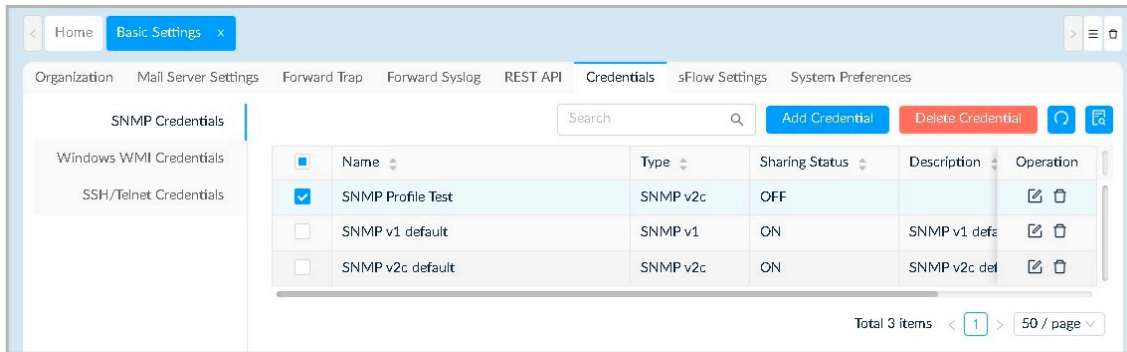 Home Basic Settings x
Organization Mail Server Settings Forward Trap Forward Syslog REST API Credentials sFlow Settings System Preferences
SNMP Credentials
Windows WMI Credentials
SSH/Telnet Credentials
Search Add Credential Delete Credential
Name Type Sharing Status Description Operation
SNMP Profile Test SNMP v2c OFF
SNMP v1 default SNMP v1 ON SNMP v1 defa
SNMP v2c default SNMP v2c ON SNMP v2c def
Total 3 items < 1 > 50 / page